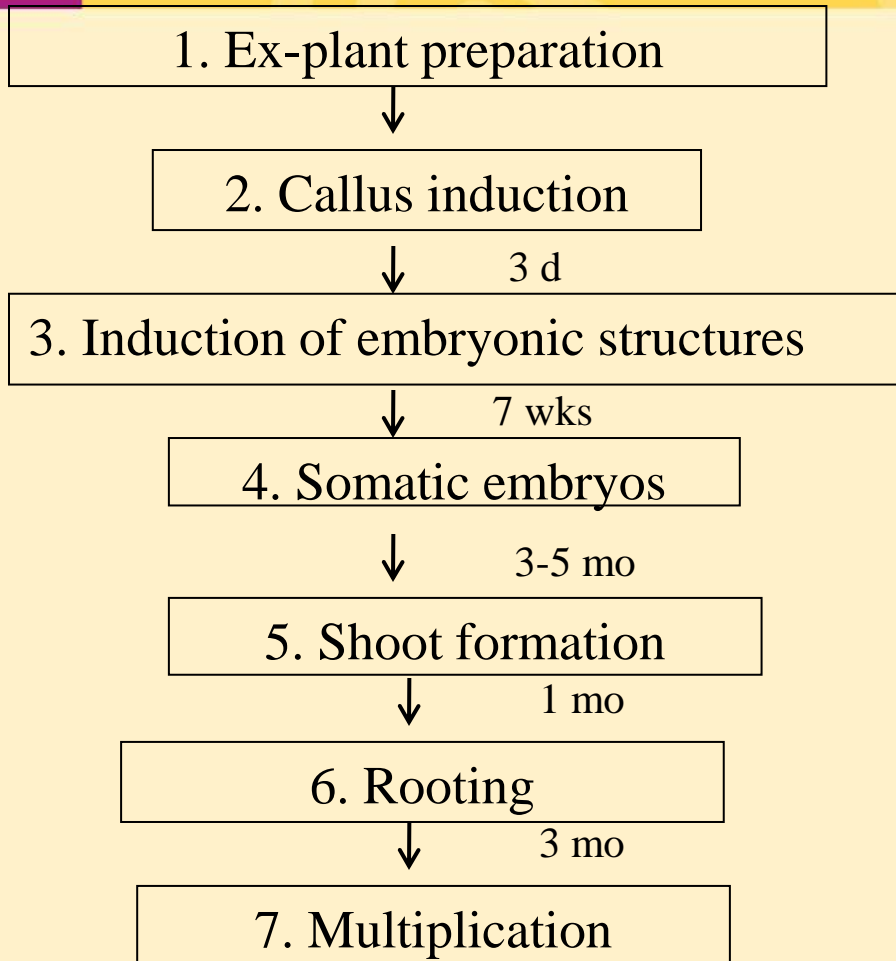 1. Ex-plant preparation
2. Callus induction
3 d
3. Induction of embryonic structures
7 wks
4. Somatic embryos
3-5 mo
5. Shoot formation
1 mo
6. Rooting
3 mo
7. Multiplication